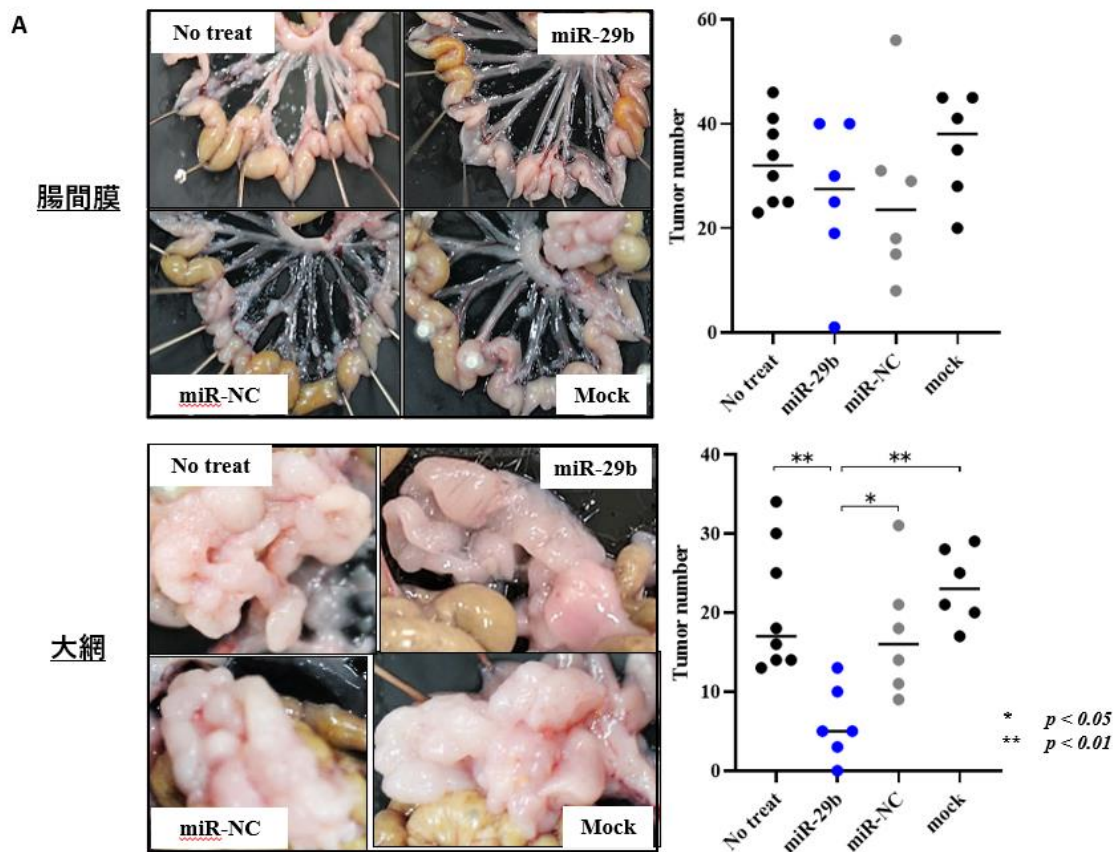 A
腸間膜
No treat
miR-29b
miR-NC
Mock
Tumor number
60
40
20
0
No treat
miR-29b
miR-NC
mock
大網
No treat
miR-29b
miR-NC
Mock
Tumor number
40
30
20
10
0
**
**
*
No treat
miR-29b
miR-NC
mock
* p < 0.05
** p < 0.01